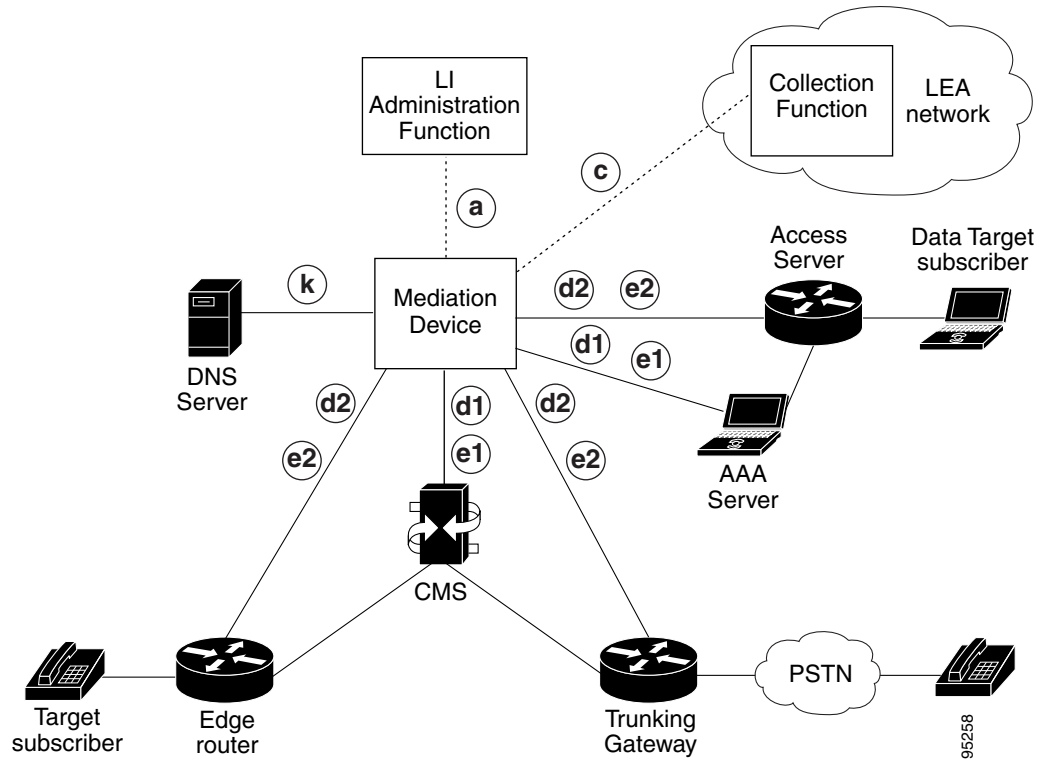 LI
Administration
Function
Collection
Function
LEA
network
c
a
Access
Server
Data Target
subscriber
k
Mediation
Device
d2
e2
d1
e1
DNS
Server
d2
d1
d2
e2
e1
e2
AAA
Server
CMS
PSTN
Target
subscriber
Edge
router
Trunking
Gateway
95258